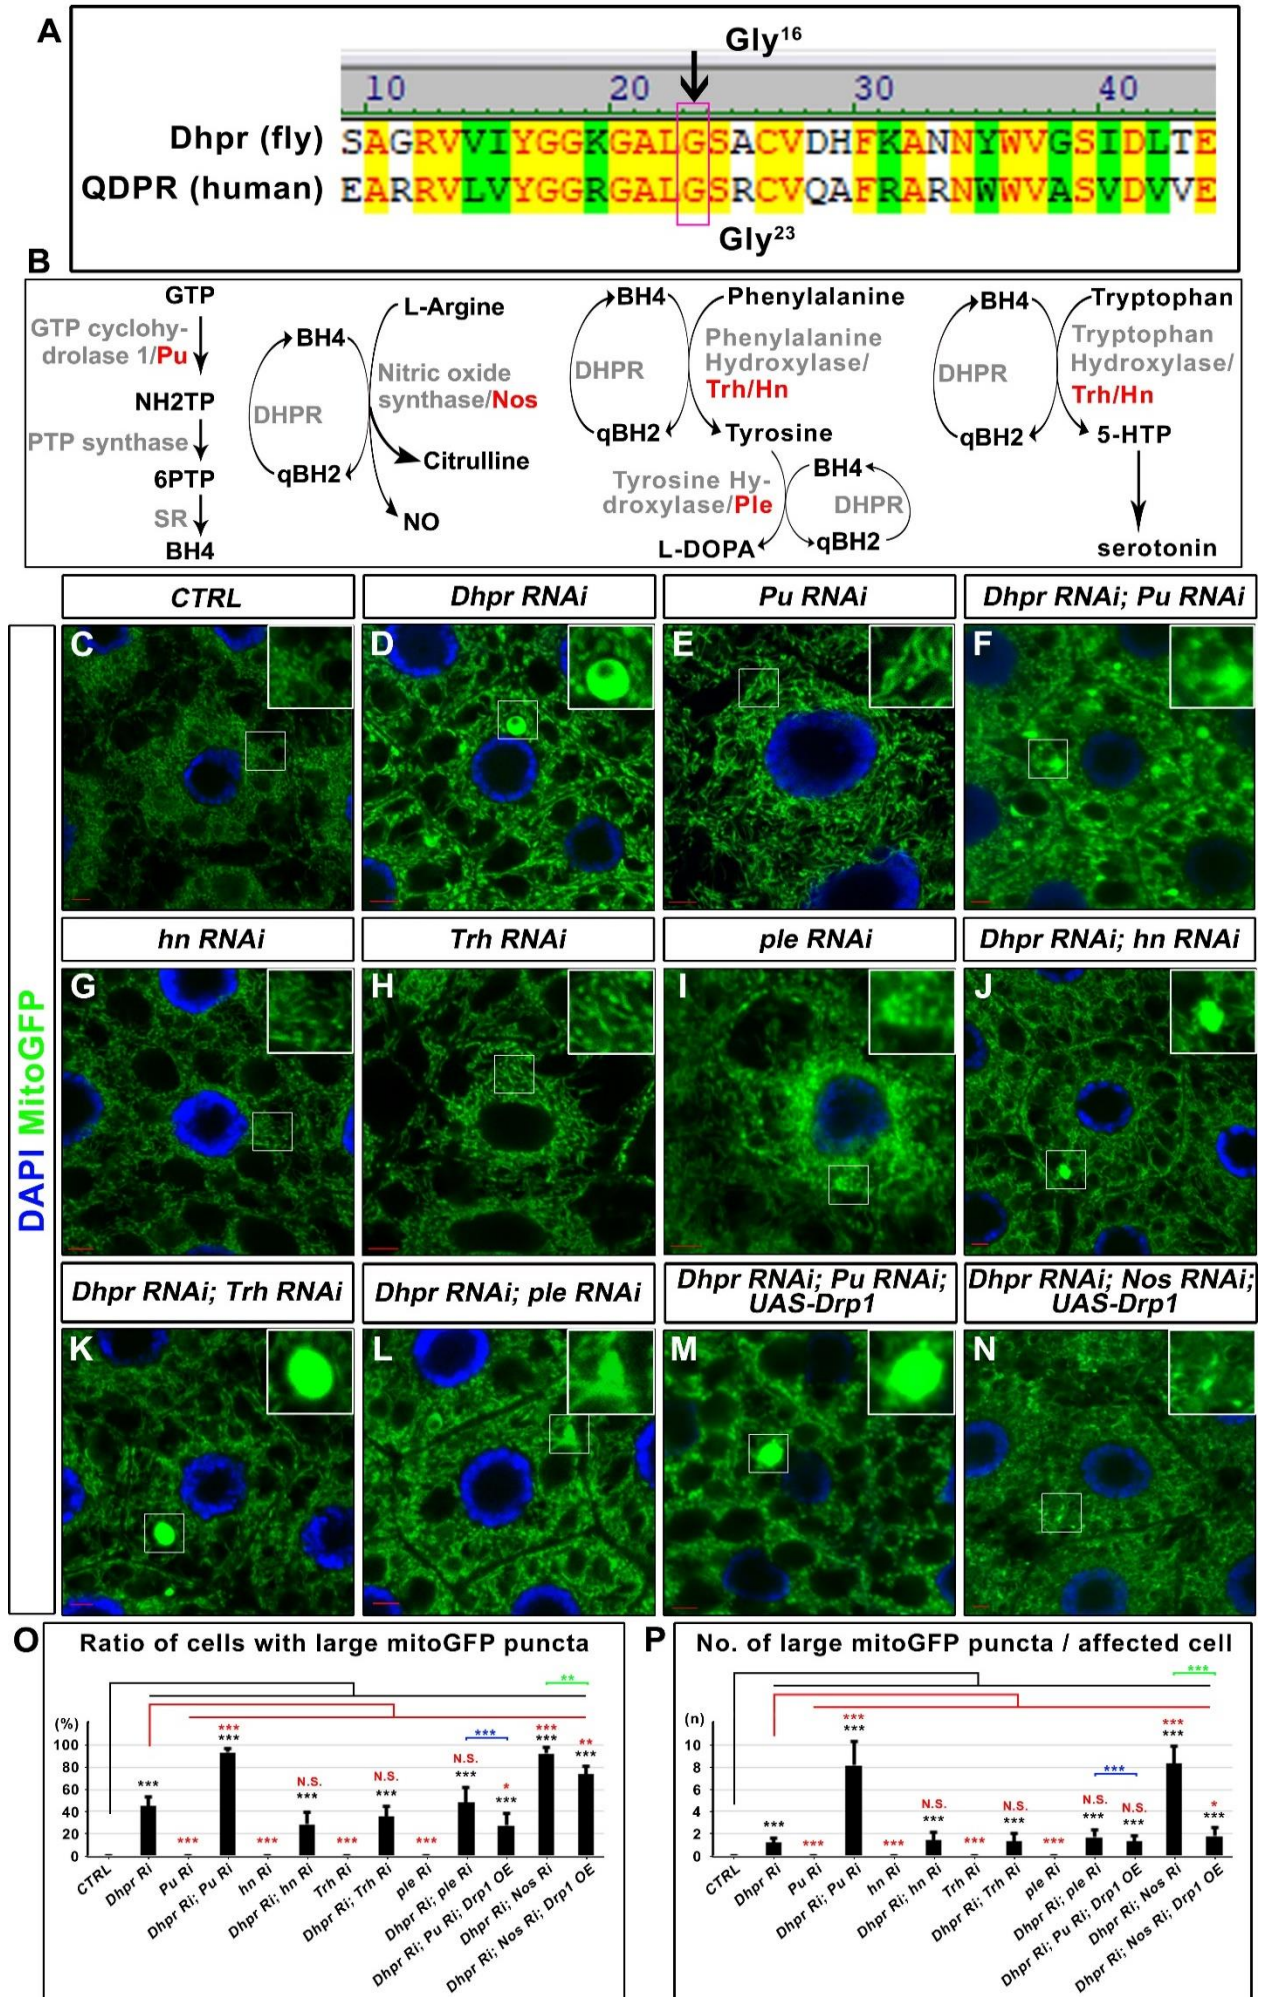 A
Gly16
10 20 30 40
Dhpr (fly) SAGRVVIYGGKGALGSACVDHFKANNYWVGSIDLTE
QDPR (human) EARRVLVYGGRGALGSRCVQAFRARNWWVASVDVVE
Gly23
B
GTP
GTP cyclohy-
drolase 1/Pu
NH2TP
PTP synthase
6PTP
SR
BH4
L-Argine
BH4
Nitric oxide
synthase/Nos
DHPR
qBH2
Citrulline
NO
BH4
Phenylalanine
Phenylalanine
Hydroxylase/
Trh/Hn
DHPR
qBH2
Tyrosine
BH4
Tyrosine Hy-
droxylase/Ple
DHPR
L-DOPA
qBH2
BH4
Tryptophan
Tryptophan
Hydroxylase/
Trh/Hn
DHPR
qBH2
5-HTP
serotonin
DAPI MitoGFP
CTRL
Dhpr RNAi
Pu RNAi
Dhpr RNAi; Pu RNAi
C
D
E
F
hn RNAi
Trh RNAi
ple RNAi
Dhpr RNAi; hn RNAi
G
H
I
J
Dhpr RNAi; Trh RNAi
Dhpr RNAi; ple RNAi
Dhpr RNAi; Pu RNAi;
UAS-Drp1
Dhpr RNAi; Nos RNAi;
UAS-Drp1
K
L
M
N
O
Ratio of cells with large mitoGFP puncta
**
(%)
100
80
60
40
20
0
***
***
***
***
***
N.S.
***
***
N.S.
***
***
N.S.
***
***
*
***
***
**
***
CTRL
Dhpr Ri
Pu Ri
Dhpr Ri; Pu Ri
hn Ri
Dhpr Ri; hn Ri
Trh Ri
Dhpr Ri; Trh Ri
ple Ri
Dhpr Ri; ple Ri
Dhpr Ri; Pu Ri; Drp1 OE
Dhpr Ri; Nos Ri
Dhpr Ri; Nos Ri; Drp1 OE
P
No. of large mitoGFP puncta / affected cell
***
(n)
10
8
6
4
2
0
***
***
***
***
***
N.S.
***
***
N.S.
***
***
N.S.
***
***
N.S.
***
***
***
*
***
CTRL
Dhpr Ri
Pu Ri
Dhpr Ri; Pu Ri
hn Ri
Dhpr Ri; hn Ri
Trh Ri
Dhpr Ri; Trh Ri
ple Ri
Dhpr Ri; ple Ri
Dhpr Ri; Pu Ri; Drp1 OE
Dhpr Ri; Nos Ri
Dhpr Ri; Nos Ri; Drp1 OE